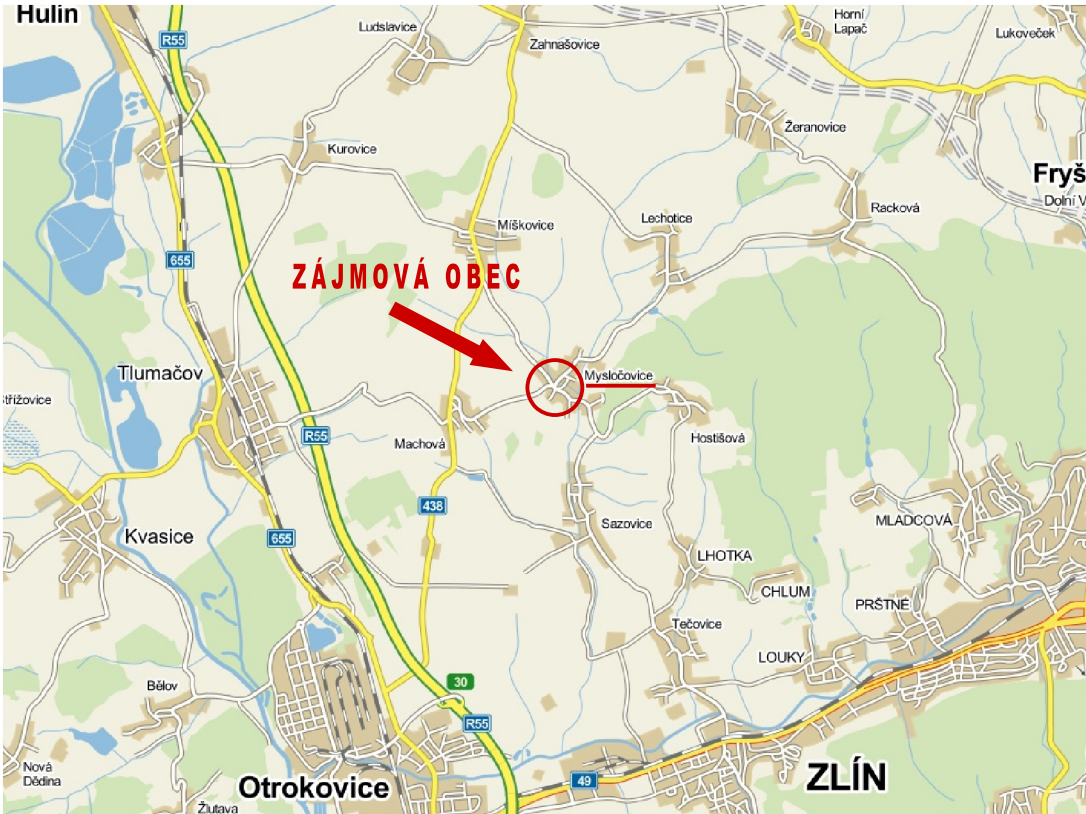 Hulín
R55
Ludslavice
Zahnašovice
Horní
Lapač
Lukoveček
Žeranovice
Kurovice
Fryš
Dolní V
Racková
Míškovice
Lechotice
655
ZÁJMOVÁ OBEC
Tlumačov
Mysločovice
Střížovice
R55
Machová
Hostišová
438
Kvasice
655
Sazovice
MLADCOVÁ
LHOTKA
CHLUM
PRŠTNÉ
Tečovice
LOUKY
30
Bělov
R55
Nová
Dědina
Otrokovice
49
ZLÍN
Žlutava